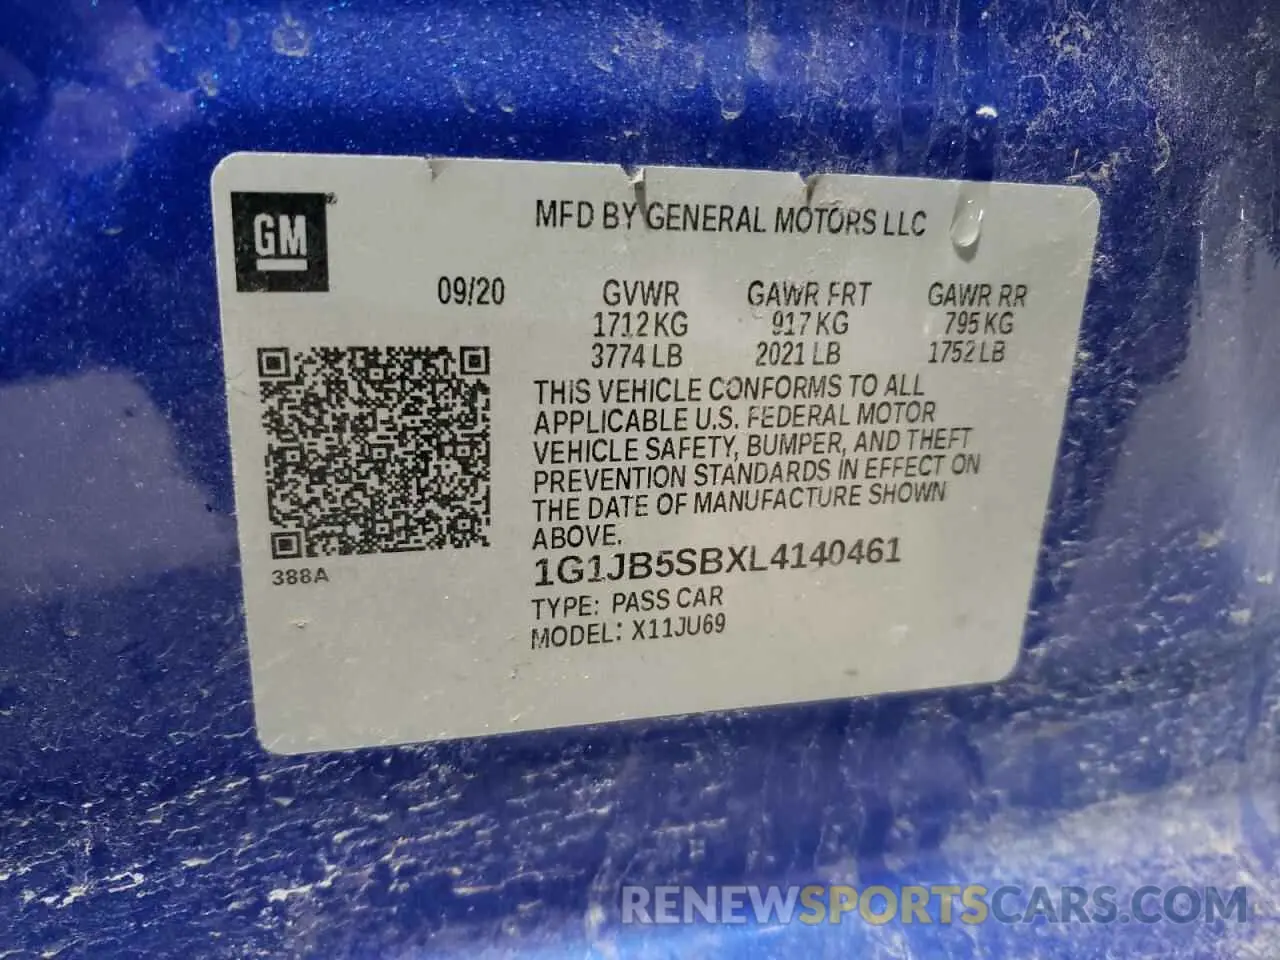 GM
MFD BY GENERAL MOTORS LLC
09/20 GVWR GAWR FRT GAWR RR
1712 KG 917 KG 795 KG
3774 LB 2021 LB 1752 LB
THIS VEHICLE CONFORMS TO ALL
APPLICABLE U.S. FEDERAL MOTOR
VEHICLE SAFETY, BUMPER, AND THEFT
PREVENTION STANDARDS IN EFFECT ON
THE DATE OF MANUFACTURE SHOWN
ABOVE.
388A
1G1JB5SBXL4140461
TYPE: PASS CAR
MODEL: X11JU69
RENEWSPORTSCARS.COM